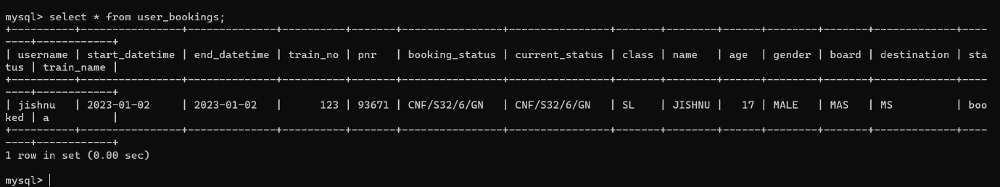 mysql> select * from user_bookings;
+----------+----------------+--------------+----------+-------+----------------+----------------+-------+--------+------+--------+-------+-------------+----
----+------------+
| username | start_datetime | end_datetime | train_no | pnr   | booking_status | current_status | class | name   | age  | gender | board | destination | sta
tus | train_name |
+----------+----------------+--------------+----------+-------+----------------+----------------+-------+--------+------+--------+-------+-------------+----
----+------------+
| jishnu   | 2023-01-02     | 2023-01-02   |      123 | 93671 | CNF/S32/6/GN   | CNF/S32/6/GN   | SL    | JISHNU |   17 | MALE   | MAS   | MS          | boo
ked | a          |
+----------+----------------+--------------+----------+-------+----------------+----------------+-------+--------+------+--------+-------+-------------+----
----+------------+
1 row in set (0.00 sec)
mysql>